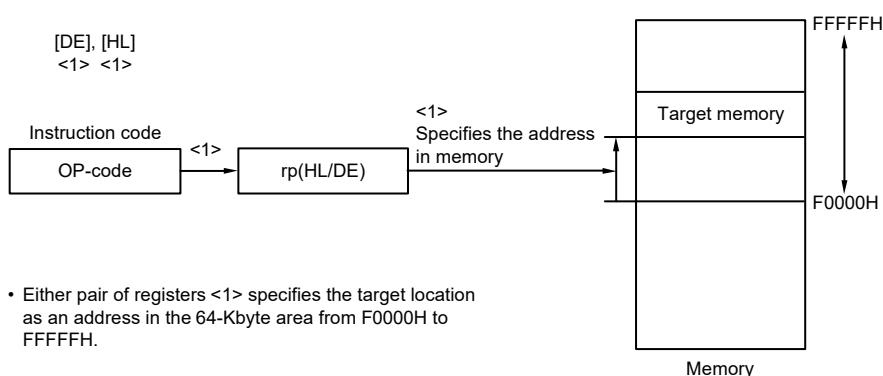 [DE], [HL]
<1> <1>
FFFFFH
Target memory
<1>
Specifies the address
in memory
Instruction code
<1>
OP-code
rp(HL/DE)
F0000H
• Either pair of registers <1> specifies the target location
as an address in the 64-Kbyte area from F0000H to
FFFFFH.
Memory